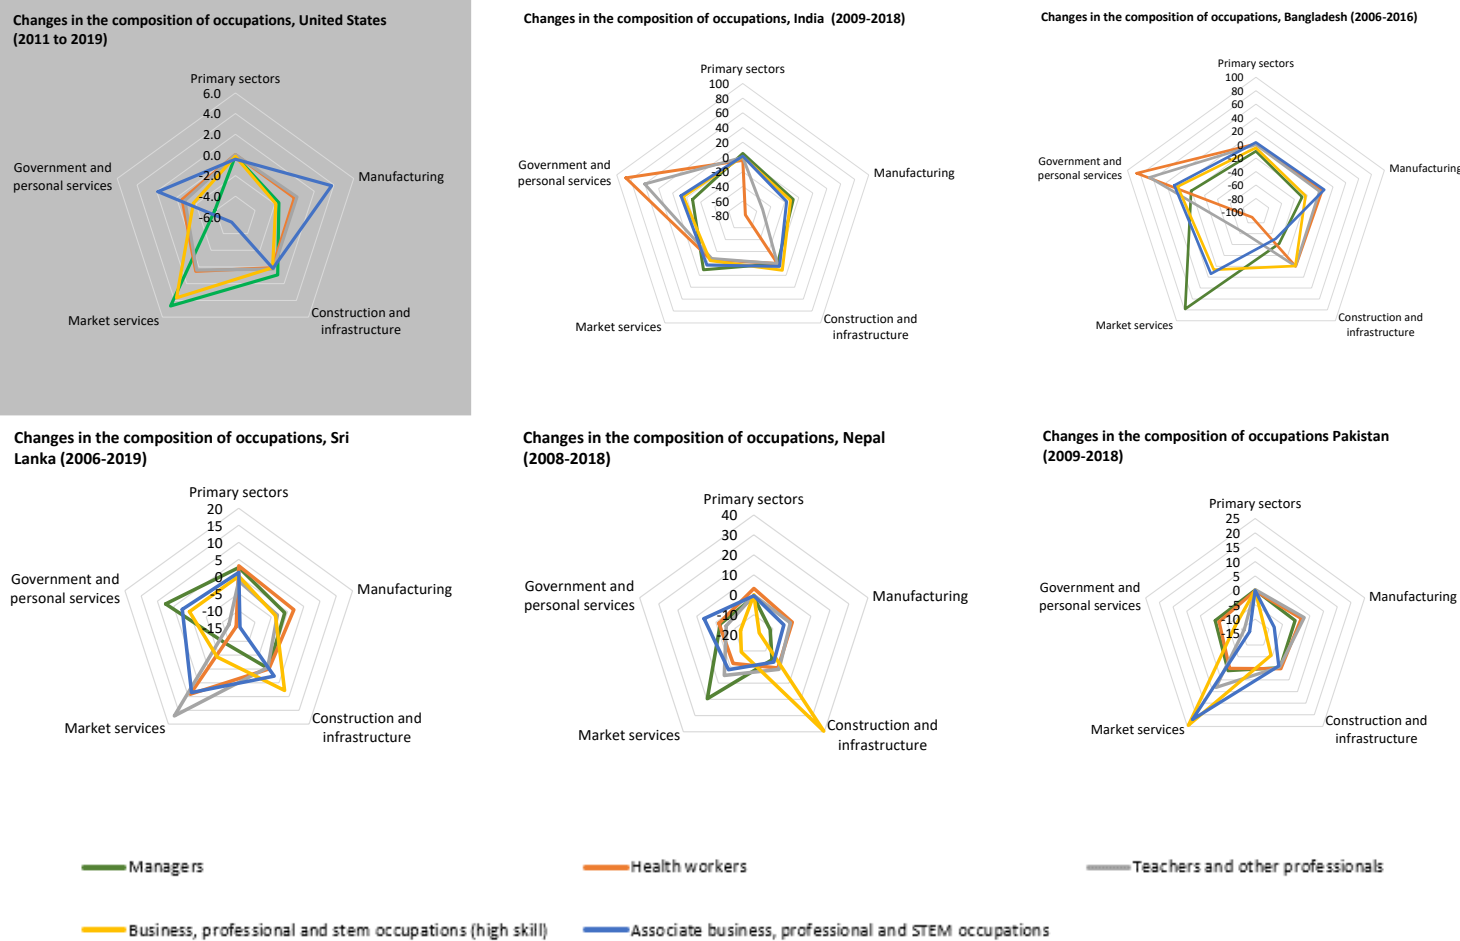 Changes in the composition of occupations, United States
(2011 to 2019)
Primary sectors
6.0
4.0
2.0
0.0
-2.0
-4.0
-6.0
Government and
personal services
Manufacturing
Market services
Construction and
infrastructure
Changes in the composition of occupations, India (2009-2018)
Primary sectors
100
80
60
40
20
0
-20
-40
-60
-80
Government and
personal services
Manufacturing
Market services
Construction and
infrastructure
Changes in the composition of occupations, Bangladesh (2006-2016)
Primary sectors
100
80
60
40
20
0
-20
-40
-60
-80
-100
Government and
personal services
Manufacturing
Market services
Construction and
infrastructure
Changes in the composition of occupations, Sri
Lanka (2006-2019)
Primary sectors
20
15
10
5
0
-5
-10
-15
Government and
personal services
Manufacturing
Market services
Construction and
infrastructure
Changes in the composition of occupations, Nepal
(2008-2018)
Primary sectors
40
30
20
10
0
-10
-20
Government and
personal services
Manufacturing
Market services
Construction and
infrastructure
Changes in the composition of occupations Pakistan
(2009-2018)
Primary sectors
25
20
15
10
5
0
-5
-10
-15
Government and
personal services
Manufacturing
Market services
Construction and
infrastructure
Managers
Health workers
Teachers and other professionals
Business, professional and stem occupations (high skill)
Associate business, professional and STEM occupations